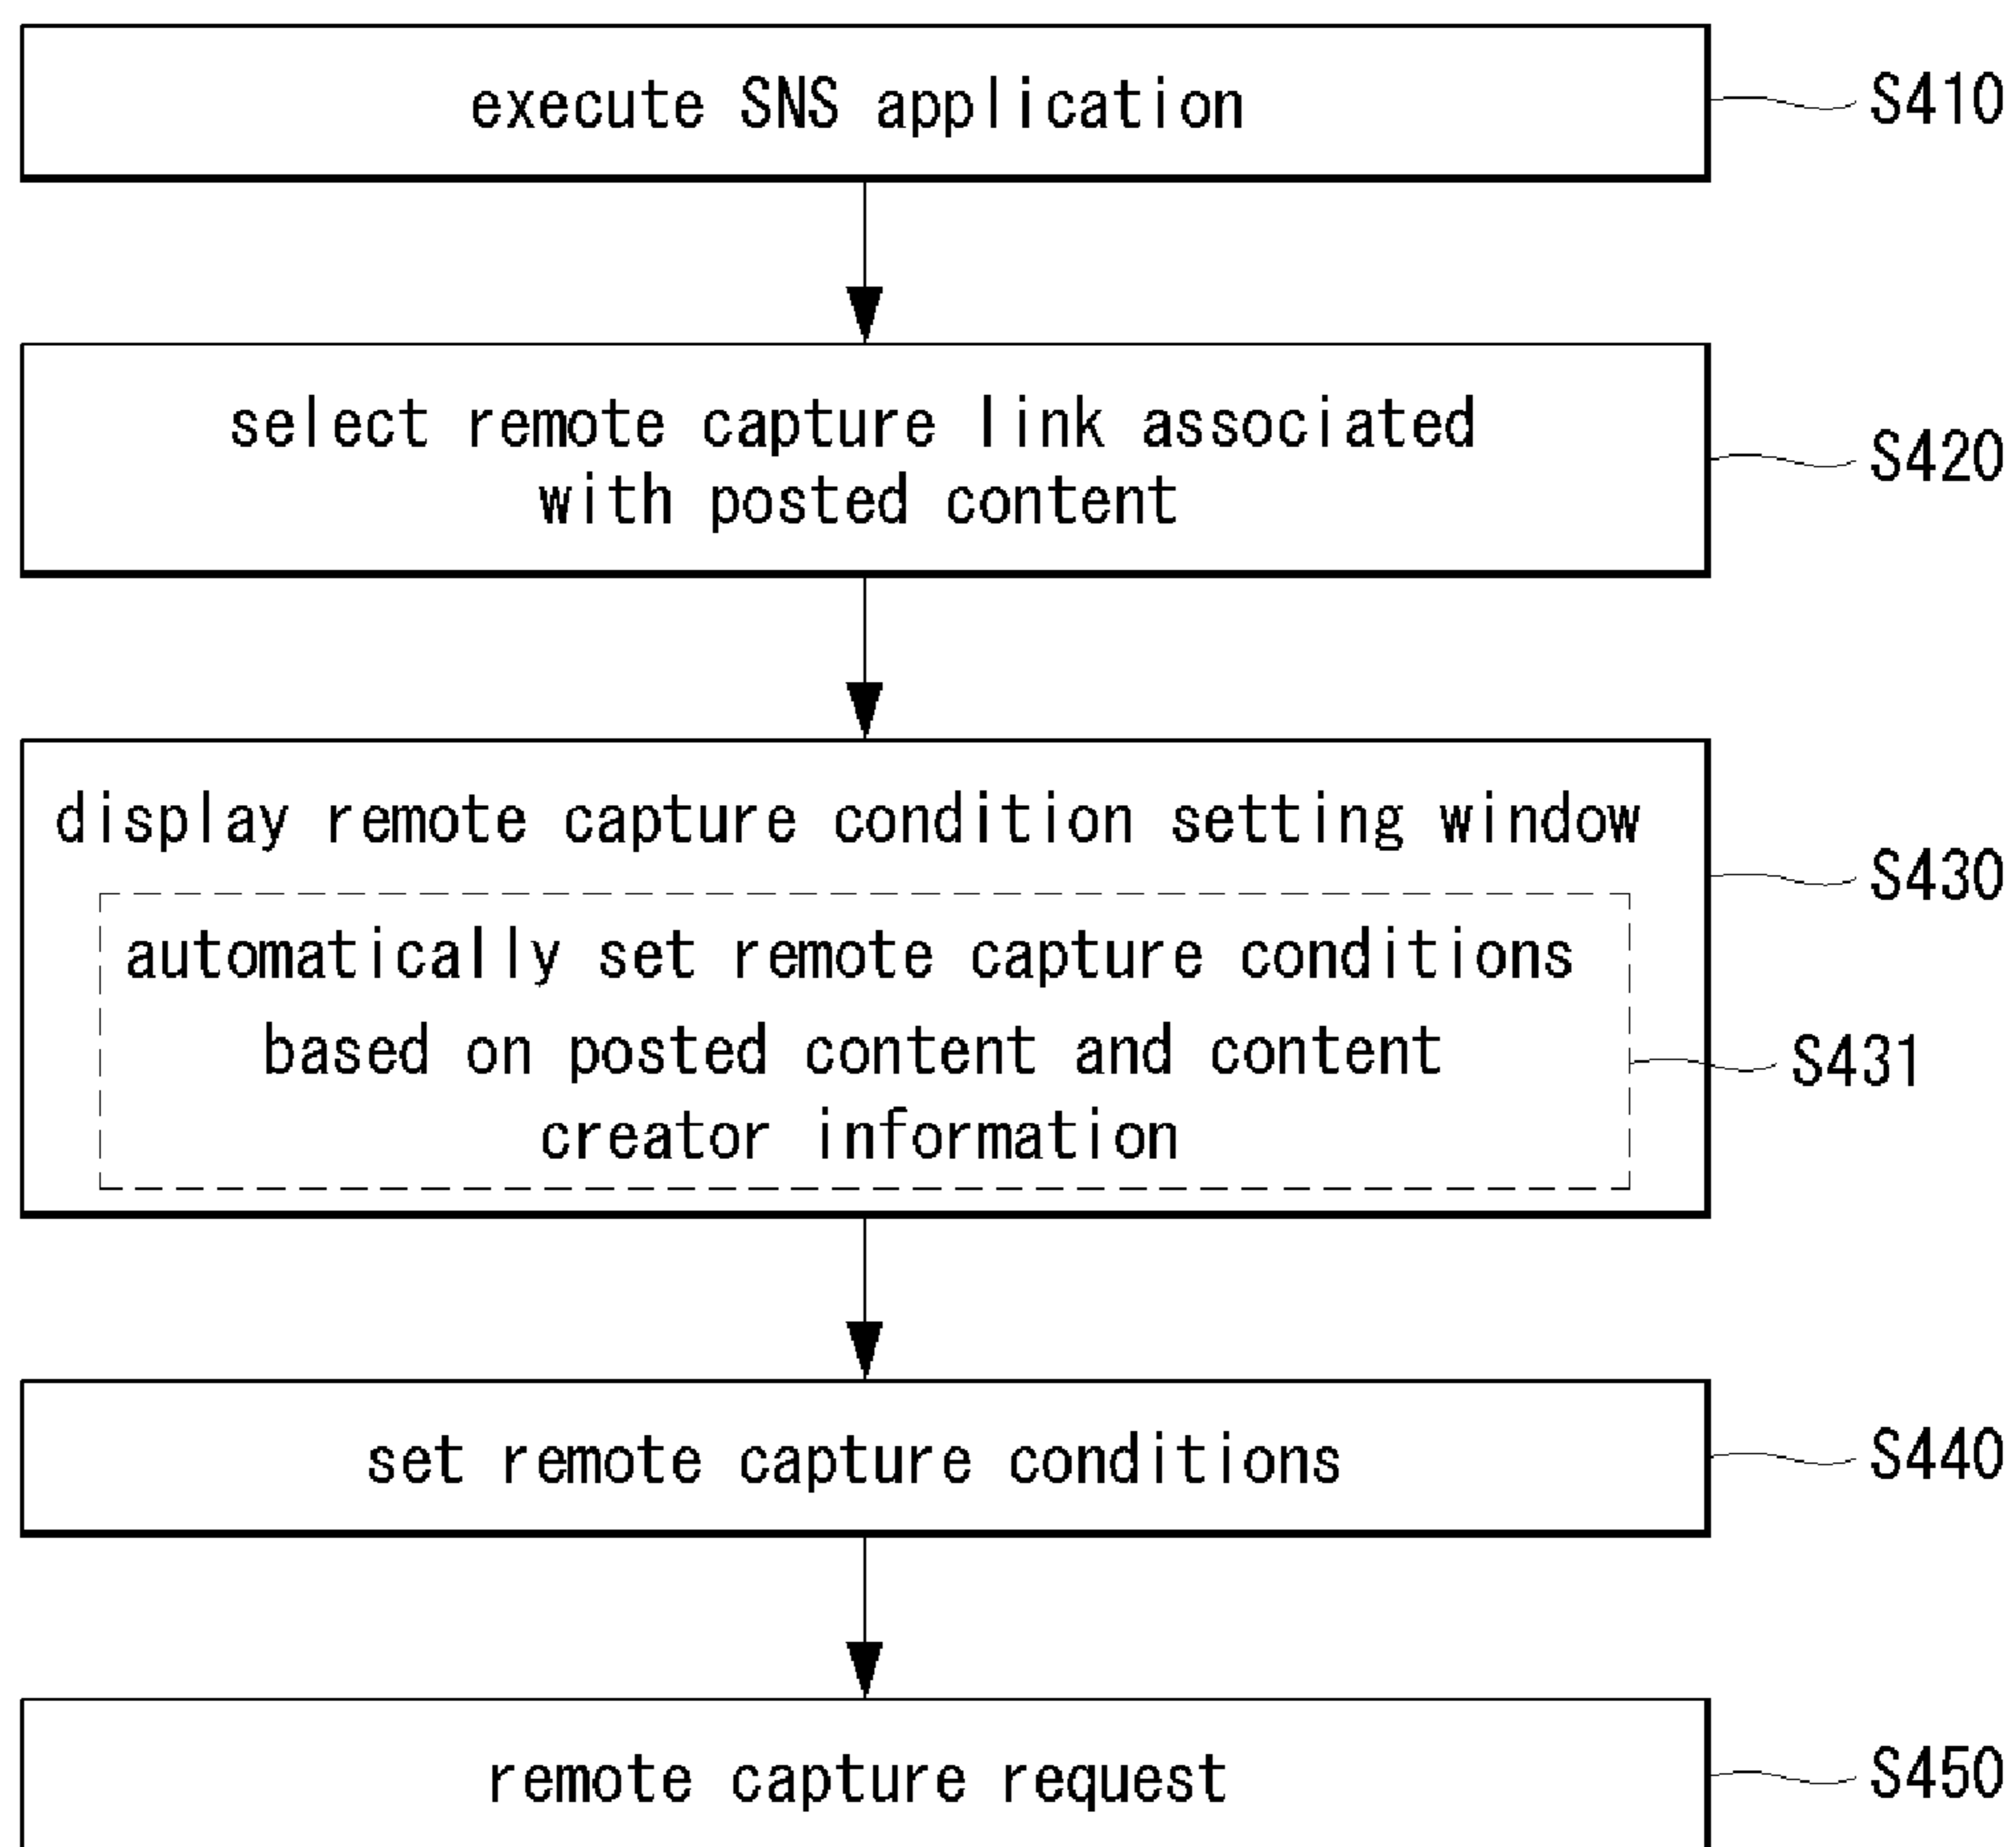 execute SNS application
S410
select remote capture link associated
with posted content
S420
display remote capture condition setting window
S430
automatically set remote capture conditions
based on posted content and content
creator information
S431
set remote capture conditions
S440
remote capture request
S450